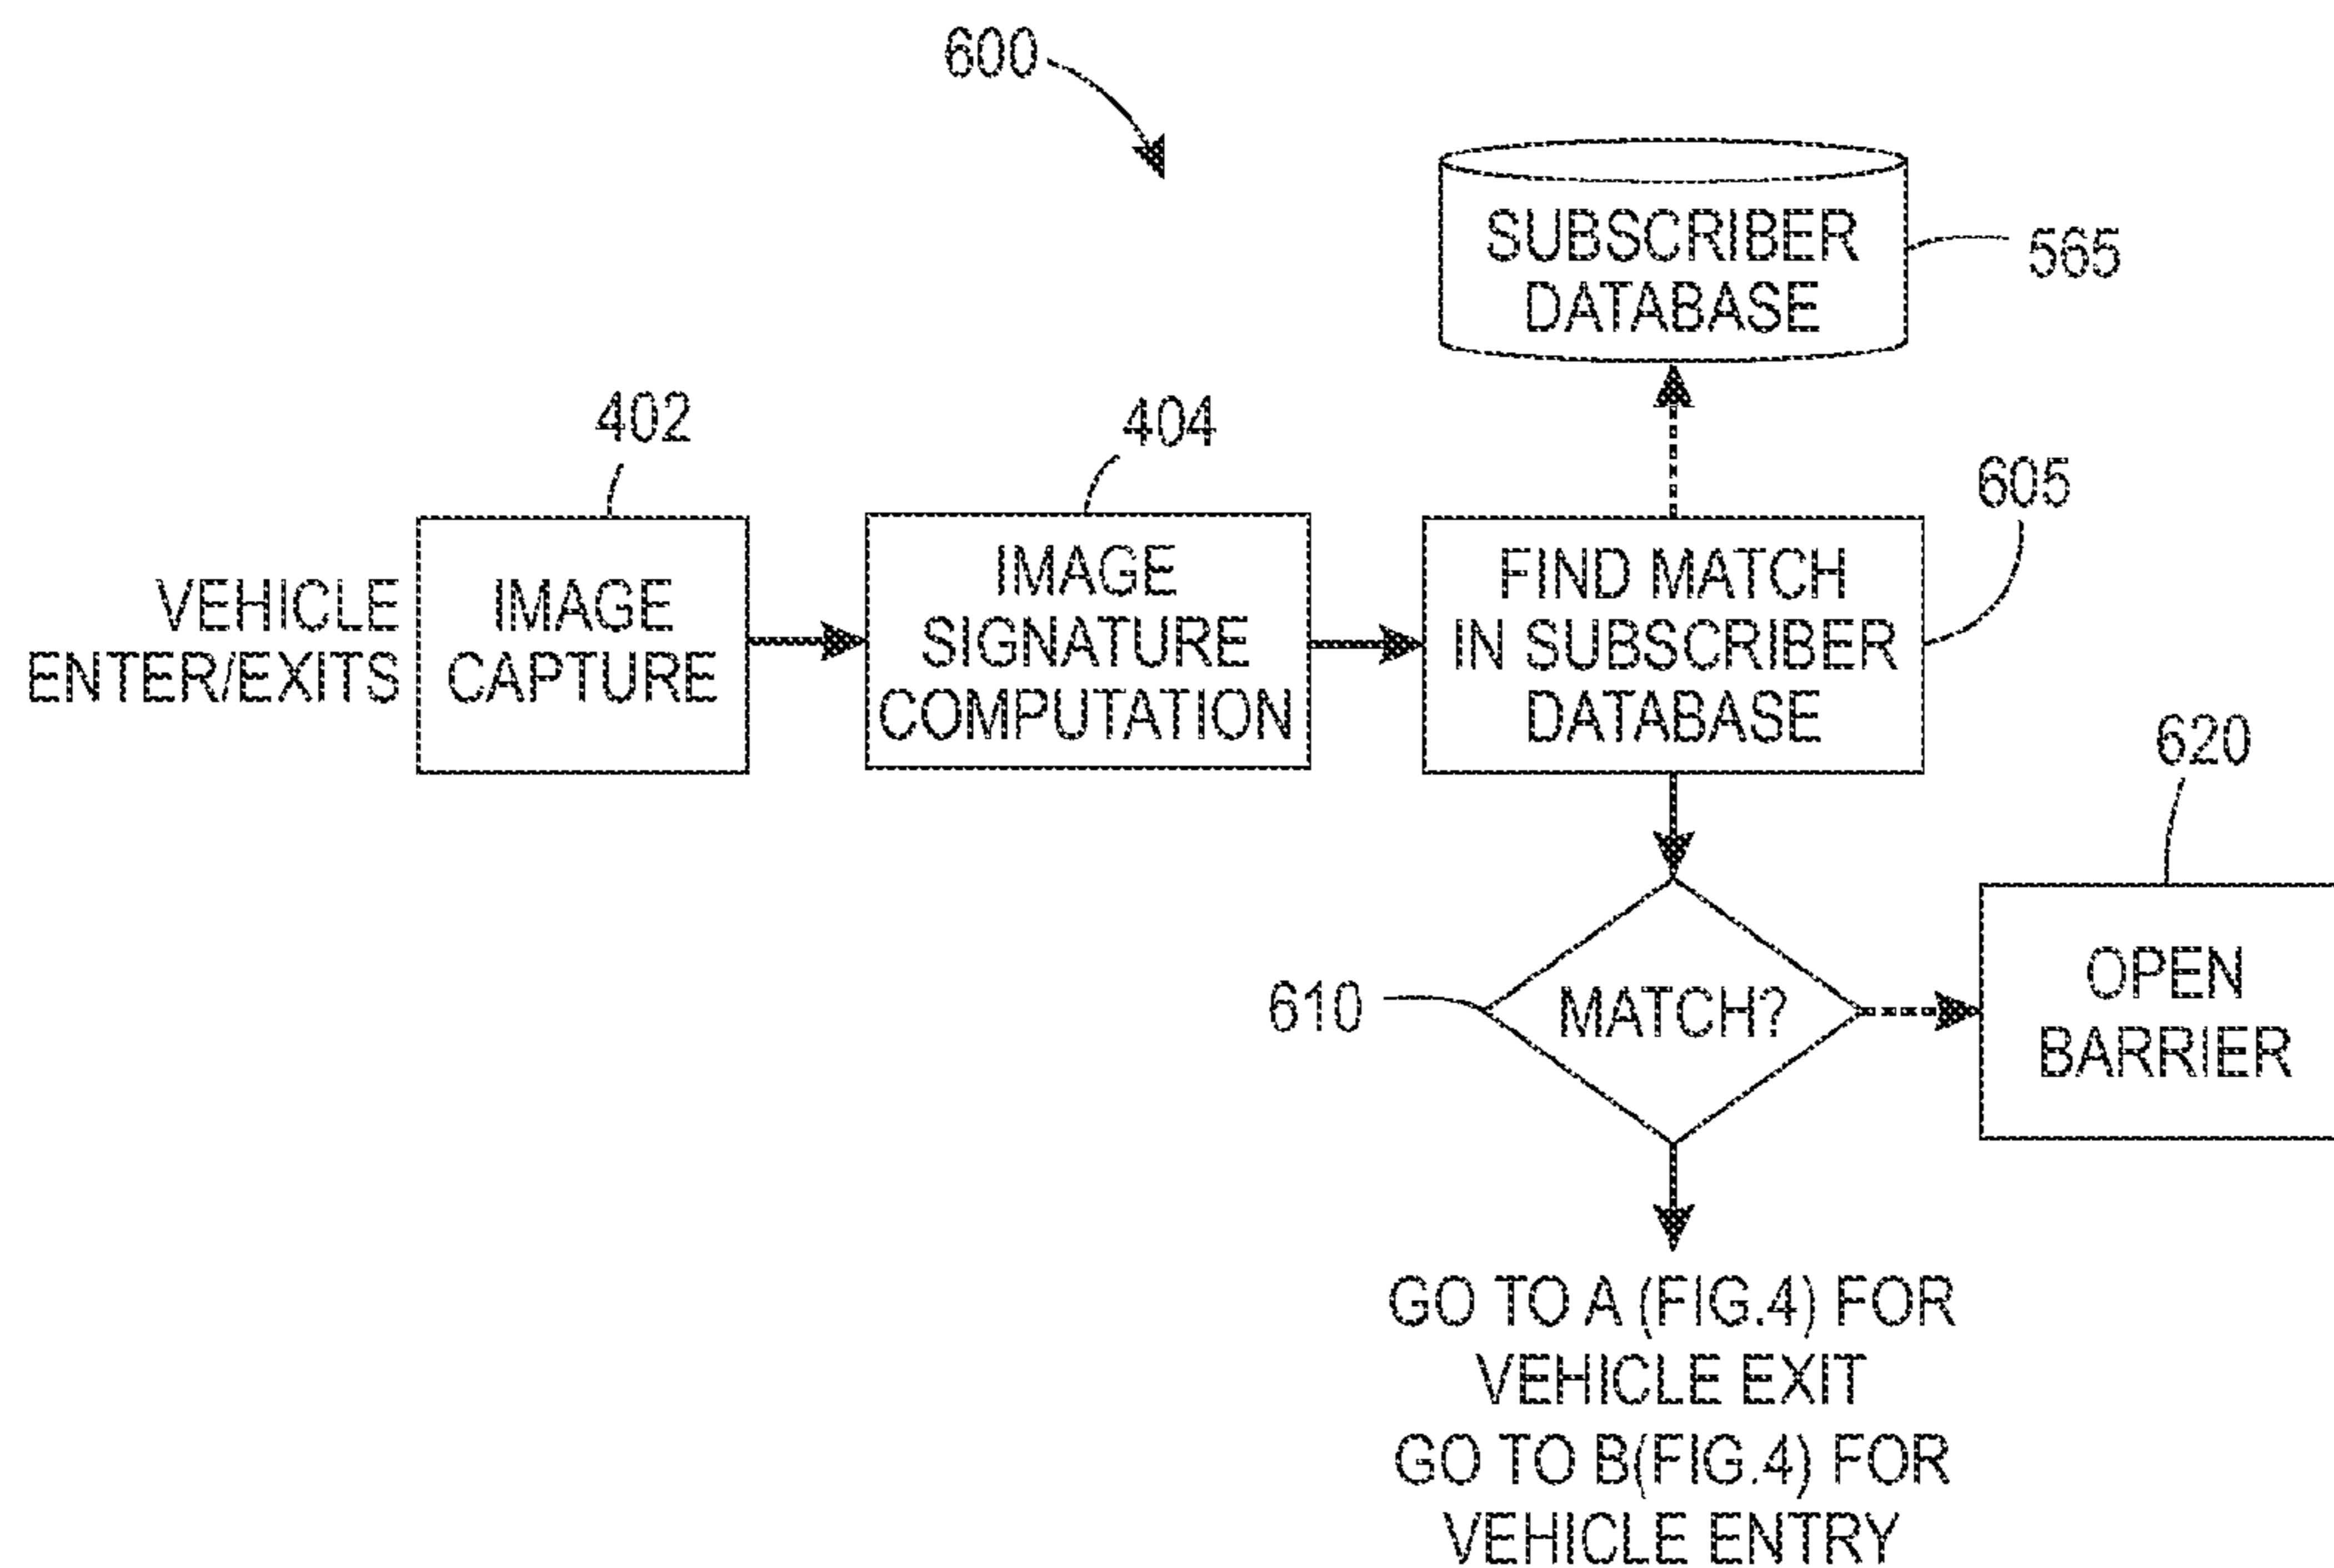 600
SUBSCRIBER
DATABASE
565
402
404
605
VEHICLE
ENTER/EXITS
IMAGE
CAPTURE
IMAGE
SIGNATURE
COMPUTATION
FIND MATCH
IN SUBSCRIBER
DATABASE
620
610
MATCH?
OPEN
BARRIER
GO TO A (FIG.4) FOR
VEHICLE EXIT
GO TO B(FIG.4) FOR
VEHICLE ENTRY